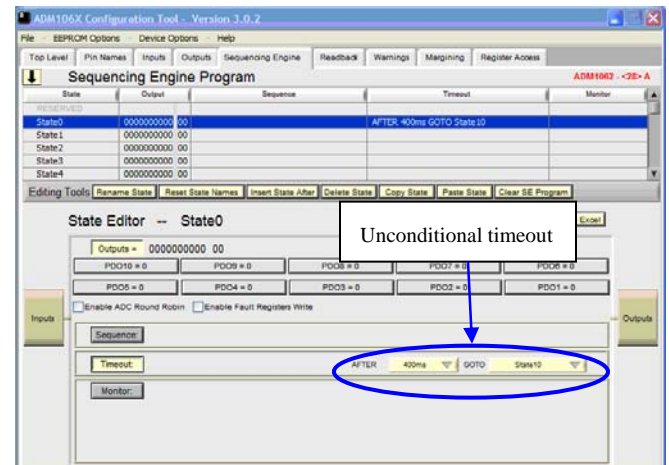 ADM106X Configuration Tool - Version 3.0.2
File EEPROM Options Device Options Help
Top Level Pin Names Inputs Outputs Sequencing Engine Readback Warnings Margining Register Access
Sequencing Engine Program ADM1062 - <28> A
State Output Sequence Timeout Monitor
RESERVED
State0 0000000000 00 AFTER 400ms GOTO State10
State1 0000000000 00
State2 0000000000 00
State3 0000000000 00
State4 0000000000 00
Editing Tools Rename State Reset State Names Insert State After Delete State Copy State Paste State Clear SE Program
State Editor -- State0 Excel
Unconditional timeout
Outputs = 0000000000 00
PDO10 = 0 PDO9 = 0 PDO8 = 0 PDO7 = 0 PDO6 = 0
PDO5 = 0 PDO4 = 0 PDO3 = 0 PDO2 = 0 PDO1 = 0
Enable ADC Round Robin Enable Fault Registers Write
Inputs Outputs
Sequence:
Timeout: AFTER 400ms GOTO State10
Monitor: